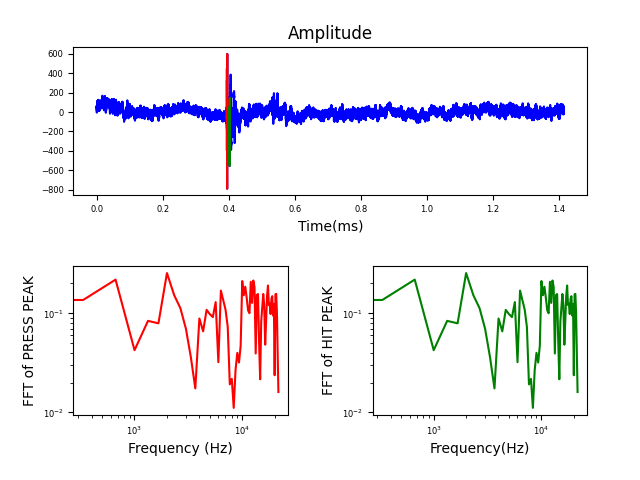 Amplitude
600
400
200
0
−200
−400
−600
−800
0.0 0.2 0.4 0.6 0.8 1.0 1.2 1.4
Time(ms)
FFT of PRESS PEAK
10⁻¹
10⁻²
10³ 10⁴
Frequency (Hz)
FFT of HIT PEAK
10⁻¹
10⁻²
10³ 10⁴
Frequency(Hz)